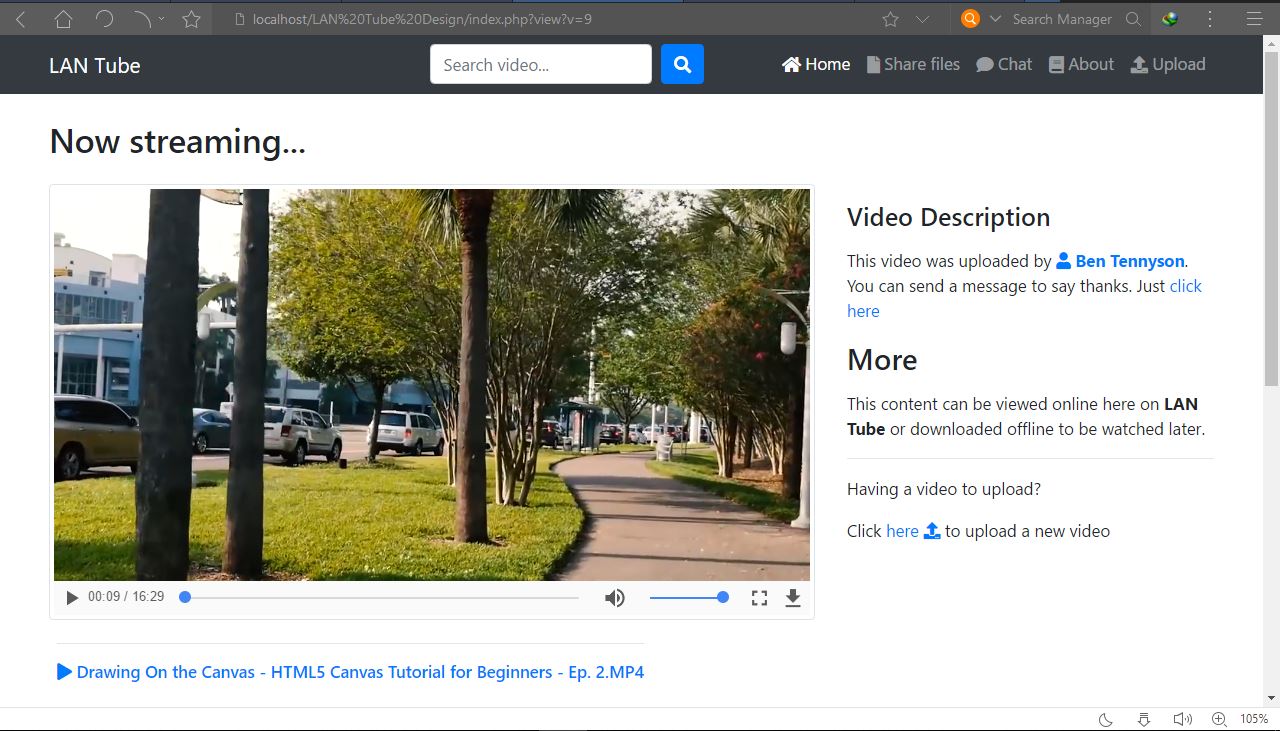 localhost/LAN%20Tube%20Design/index.php?view?v=9
Search Manager
LAN Tube
Search video...
Home
Share files
Chat
About
Upload
Now streaming...
00:09 / 16:29
Drawing On the Canvas - HTML5 Canvas Tutorial for Beginners - Ep. 2.MP4
Video Description
This video was uploaded by Ben Tennyson.
You can send a message to say thanks. Just click
here
More
This content can be viewed online here on LAN
Tube or downloaded offline to be watched later.
Having a video to upload?
Click here to upload a new video
105%